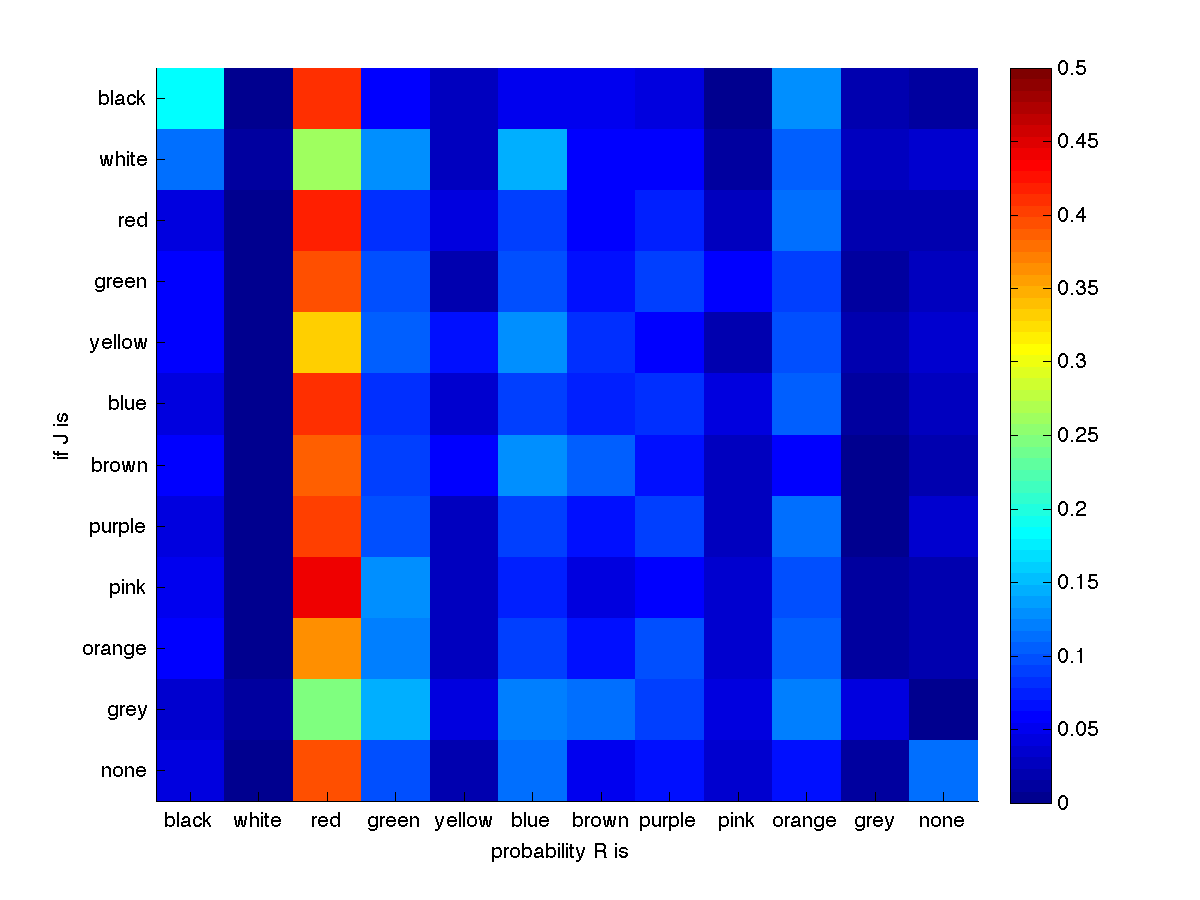 black
white
red
green
yellow
blue
brown
purple
pink
orange
grey
none
if J is
black white red green yellow blue brown purple pink orange grey none
probability R is
0.5
0.45
0.4
0.35
0.3
0.25
0.2
0.15
0.1
0.05
0